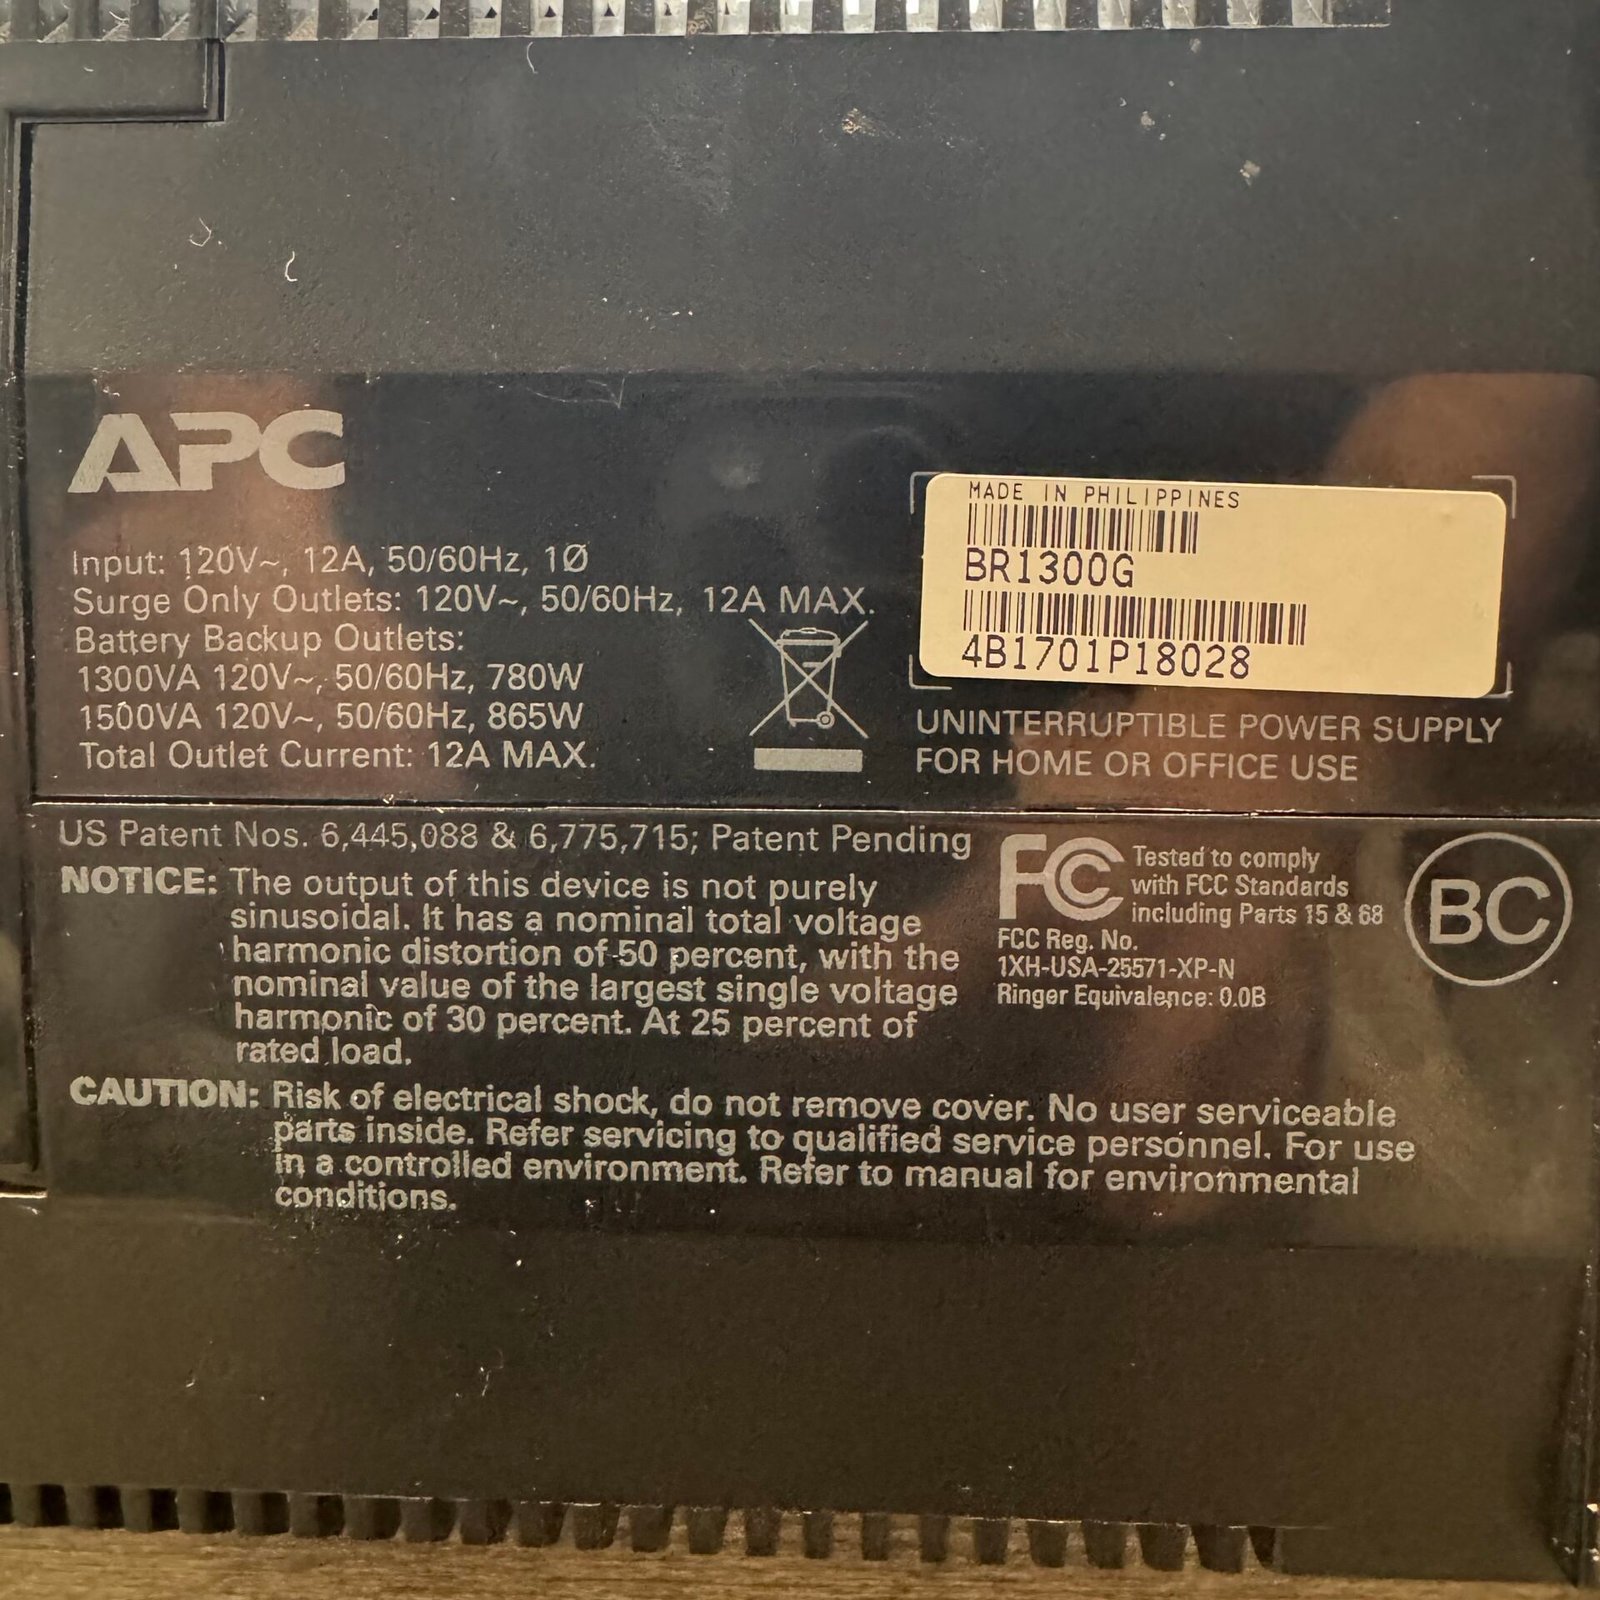 APC
Input: 120V~, 12A, 50/60Hz, 1Ø
Surge Only Outlets: 120V~, 50/60Hz, 12A MAX.
Battery Backup Outlets:
1300VA 120V~, 50/60Hz, 780W
1500VA 120V~, 50/60Hz, 865W
Total Outlet Current: 12A MAX.
MADE IN PHILIPPINES
BR1300G
4B1701P18028
UNINTERRUPTIBLE POWER SUPPLY
FOR HOME OR OFFICE USE
US Patent Nos. 6,445,088 & 6,775,715; Patent Pending
NOTICE: The output of this device is not purely
sinusoidal. It has a nominal total voltage
harmonic distortion of 50 percent, with the
nominal value of the largest single voltage
harmonic of 30 percent. At 25 percent of
rated load.
FC Tested to comply
with FCC Standards
including Parts 15 & 68
FCC Reg. No.
1XH-USA-25571-XP-N
Ringer Equivalence: 0.0B
BC
CAUTION: Risk of electrical shock, do not remove cover. No user serviceable
parts inside. Refer servicing to qualified service personnel. For use
in a controlled environment. Refer to manual for environmental
conditions.